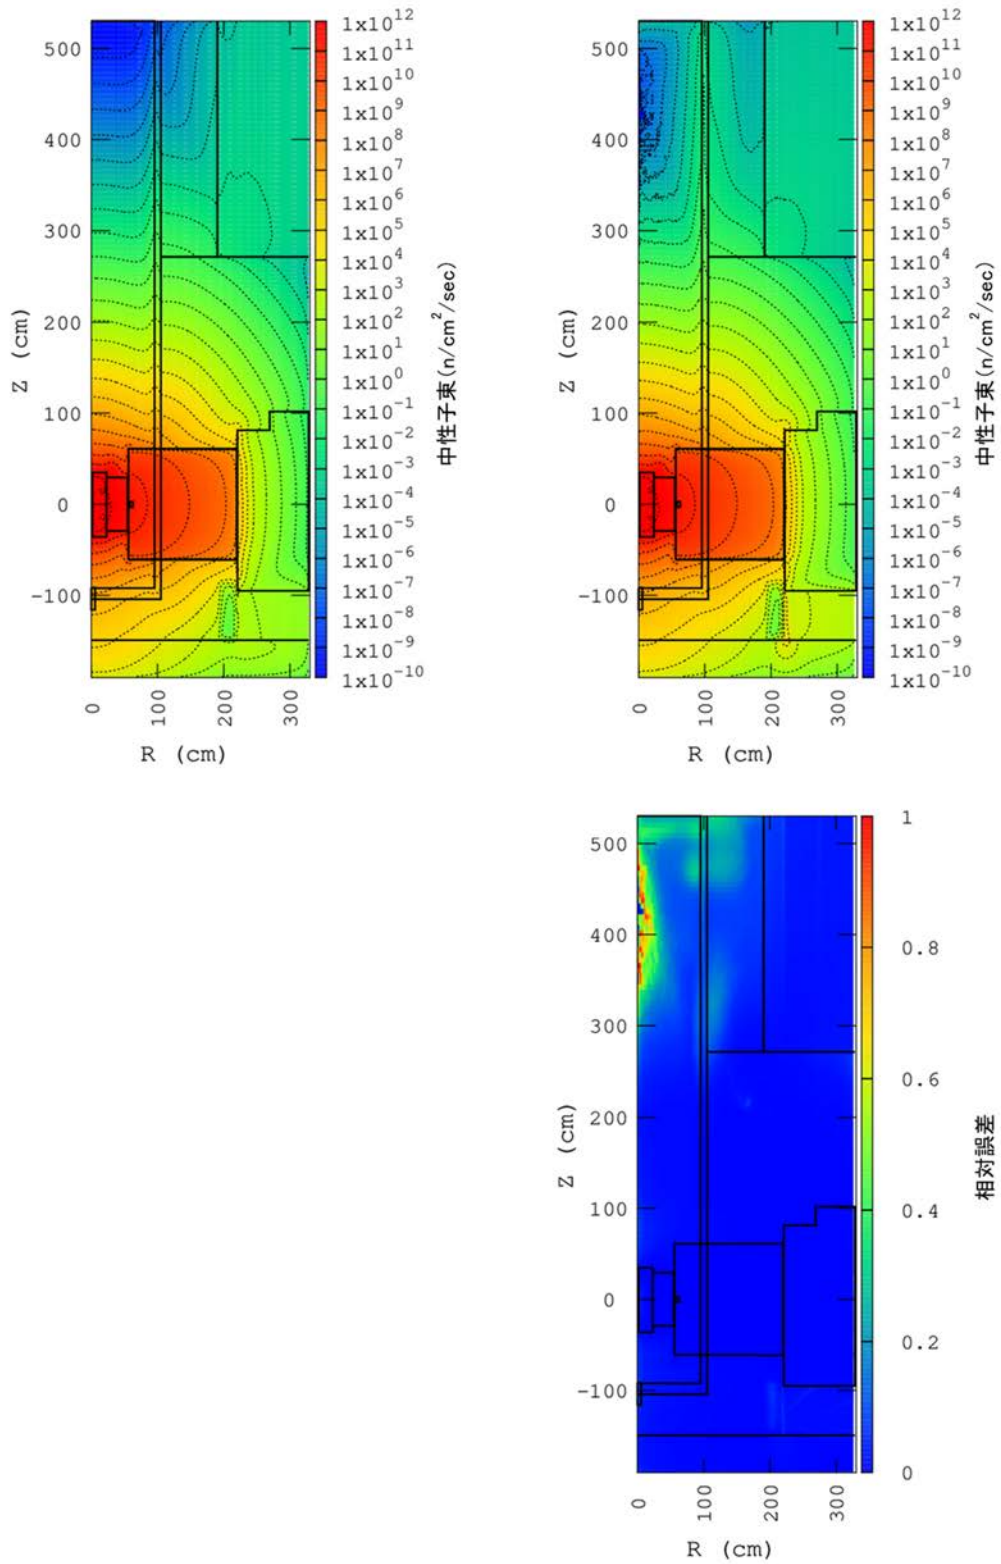 500
400
300
200
100
0
-100
Z (cm)
0
100
200
300
R (cm)
1x10^12
1x10^11
1x10^10
1x10^9
1x10^8
1x10^7
1x10^6
1x10^5
1x10^4
1x10^3
1x10^2
1x10^1
1x10^0
1x10^-1
1x10^-2
1x10^-3
1x10^-4
1x10^-5
1x10^-6
1x10^-7
1x10^-8
1x10^-9
1x10^-10
中性子束(n/cm^2/sec)
500
400
300
200
100
0
-100
Z (cm)
0
100
200
300
R (cm)
1x10^12
1x10^11
1x10^10
1x10^9
1x10^8
1x10^7
1x10^6
1x10^5
1x10^4
1x10^3
1x10^2
1x10^1
1x10^0
1x10^-1
1x10^-2
1x10^-3
1x10^-4
1x10^-5
1x10^-6
1x10^-7
1x10^-8
1x10^-9
1x10^-10
中性子束(n/cm^2/sec)
500
400
300
200
100
0
-100
Z (cm)
0
100
200
300
R (cm)
1
0.8
0.6
0.4
0.2
0
相対誤差